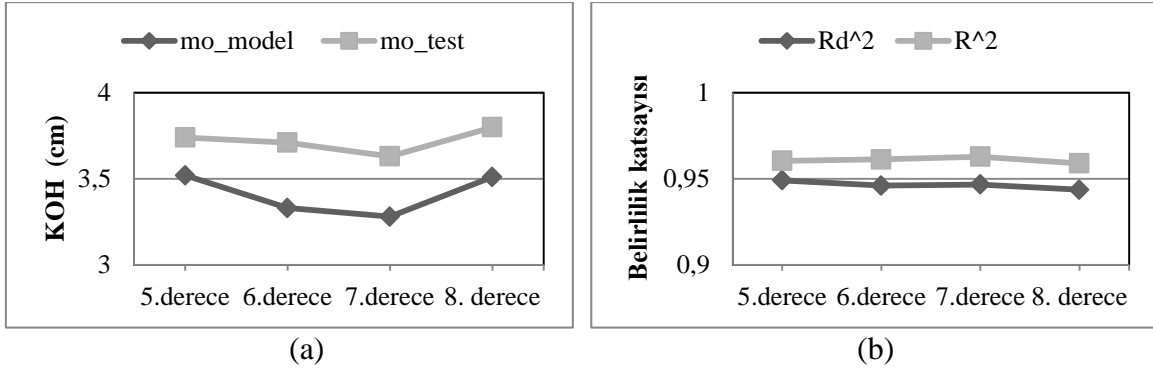 mo_model mo_test
KOH (cm)
4
3,5
3
5.derece 6.derece 7.derece 8. derece
(a)
Rd^2 R^2
Belirlilik katsayısı
1
0,95
0,9
5.derece 6.derece 7.derece 8. derece
(b)